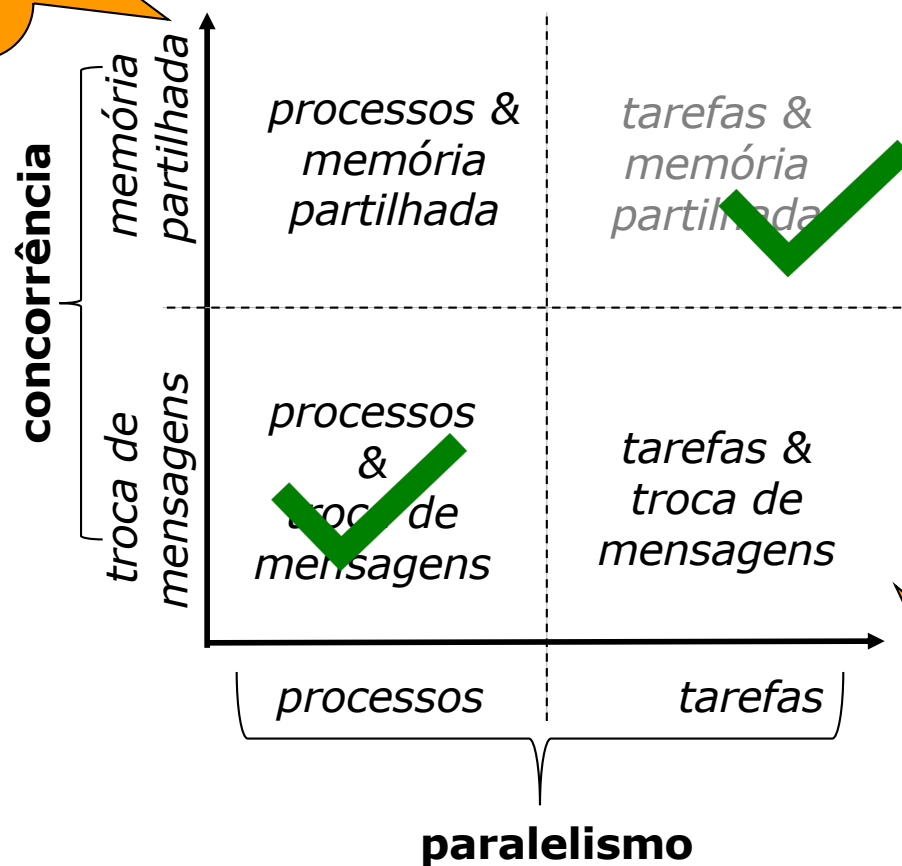 concorrência
memória
partilhada
troca de
mensagens
processos &
memória
partilhada
tarefas &
memória
partilhada
processos
&
troca de
mensagens
tarefas &
troca de
mensagens
processos
tarefas
paralelismo